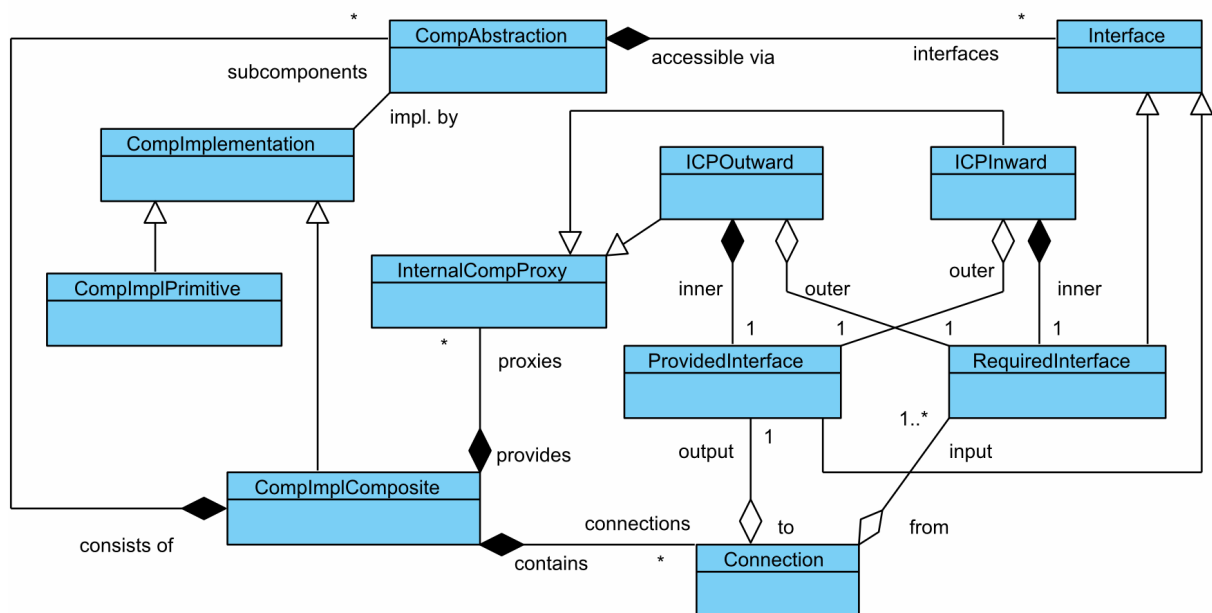 *
CompAbstraction
*
Interface
subcomponents
accessible via
interfaces
impl. by
CompImplementation
ICPOutward
ICPInward
InternalCompProxy
CompImplPrimitive
inner
outer
outer
inner
*
1
1
1
1
proxies
ProvidedInterface
RequiredInterface
1..*
1
output
input
provides
CompImplComposite
connections
to
from
consists of
contains
*
Connection